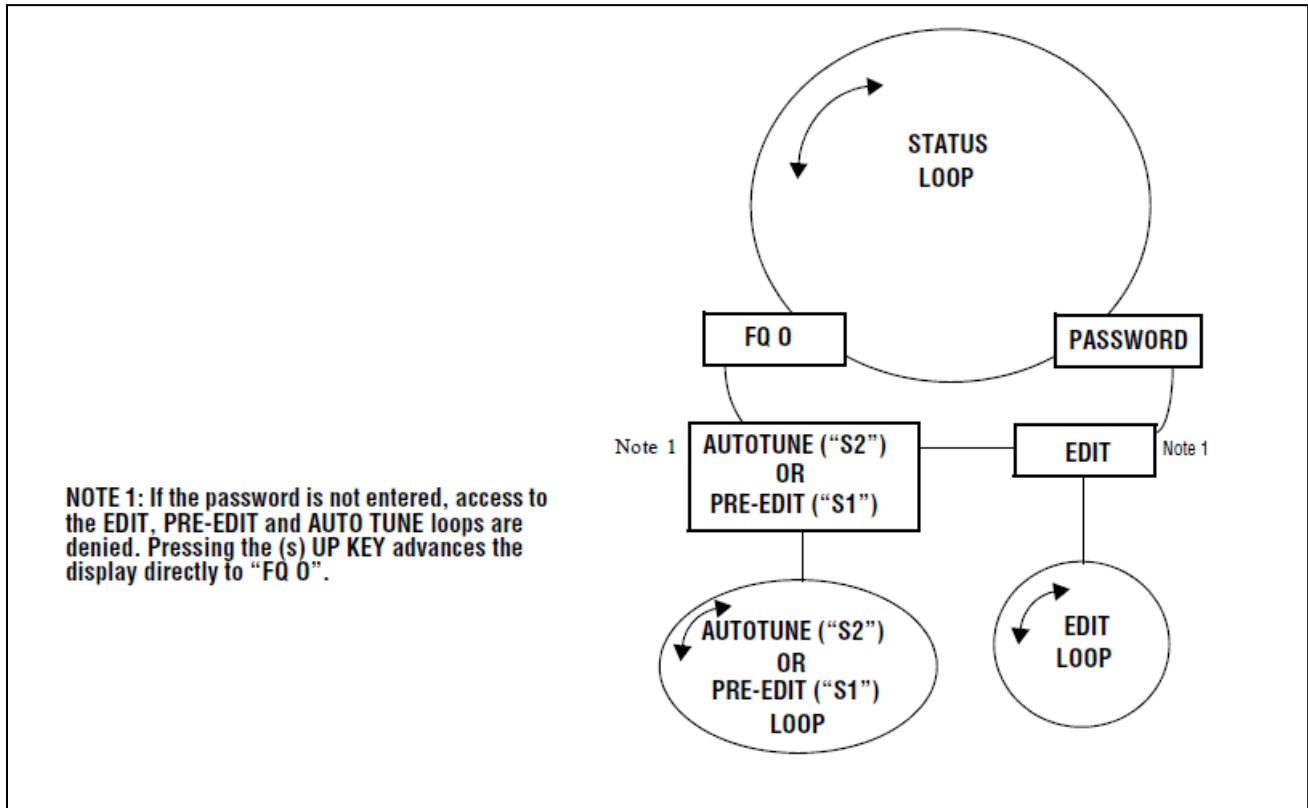 STATUS
LOOP
FQ 0
PASSWORD
Note 1
AUTOTUNE (“S2”)
OR
PRE-EDIT (“S1”)
EDIT
Note 1
NOTE 1: If the password is not entered, access to
the EDIT, PRE-EDIT and AUTO TUNE loops are
denied. Pressing the (s) UP KEY advances the
display directly to “FQ 0”.
AUTOTUNE (“S2”)
OR
PRE-EDIT (“S1”)
LOOP
EDIT
LOOP